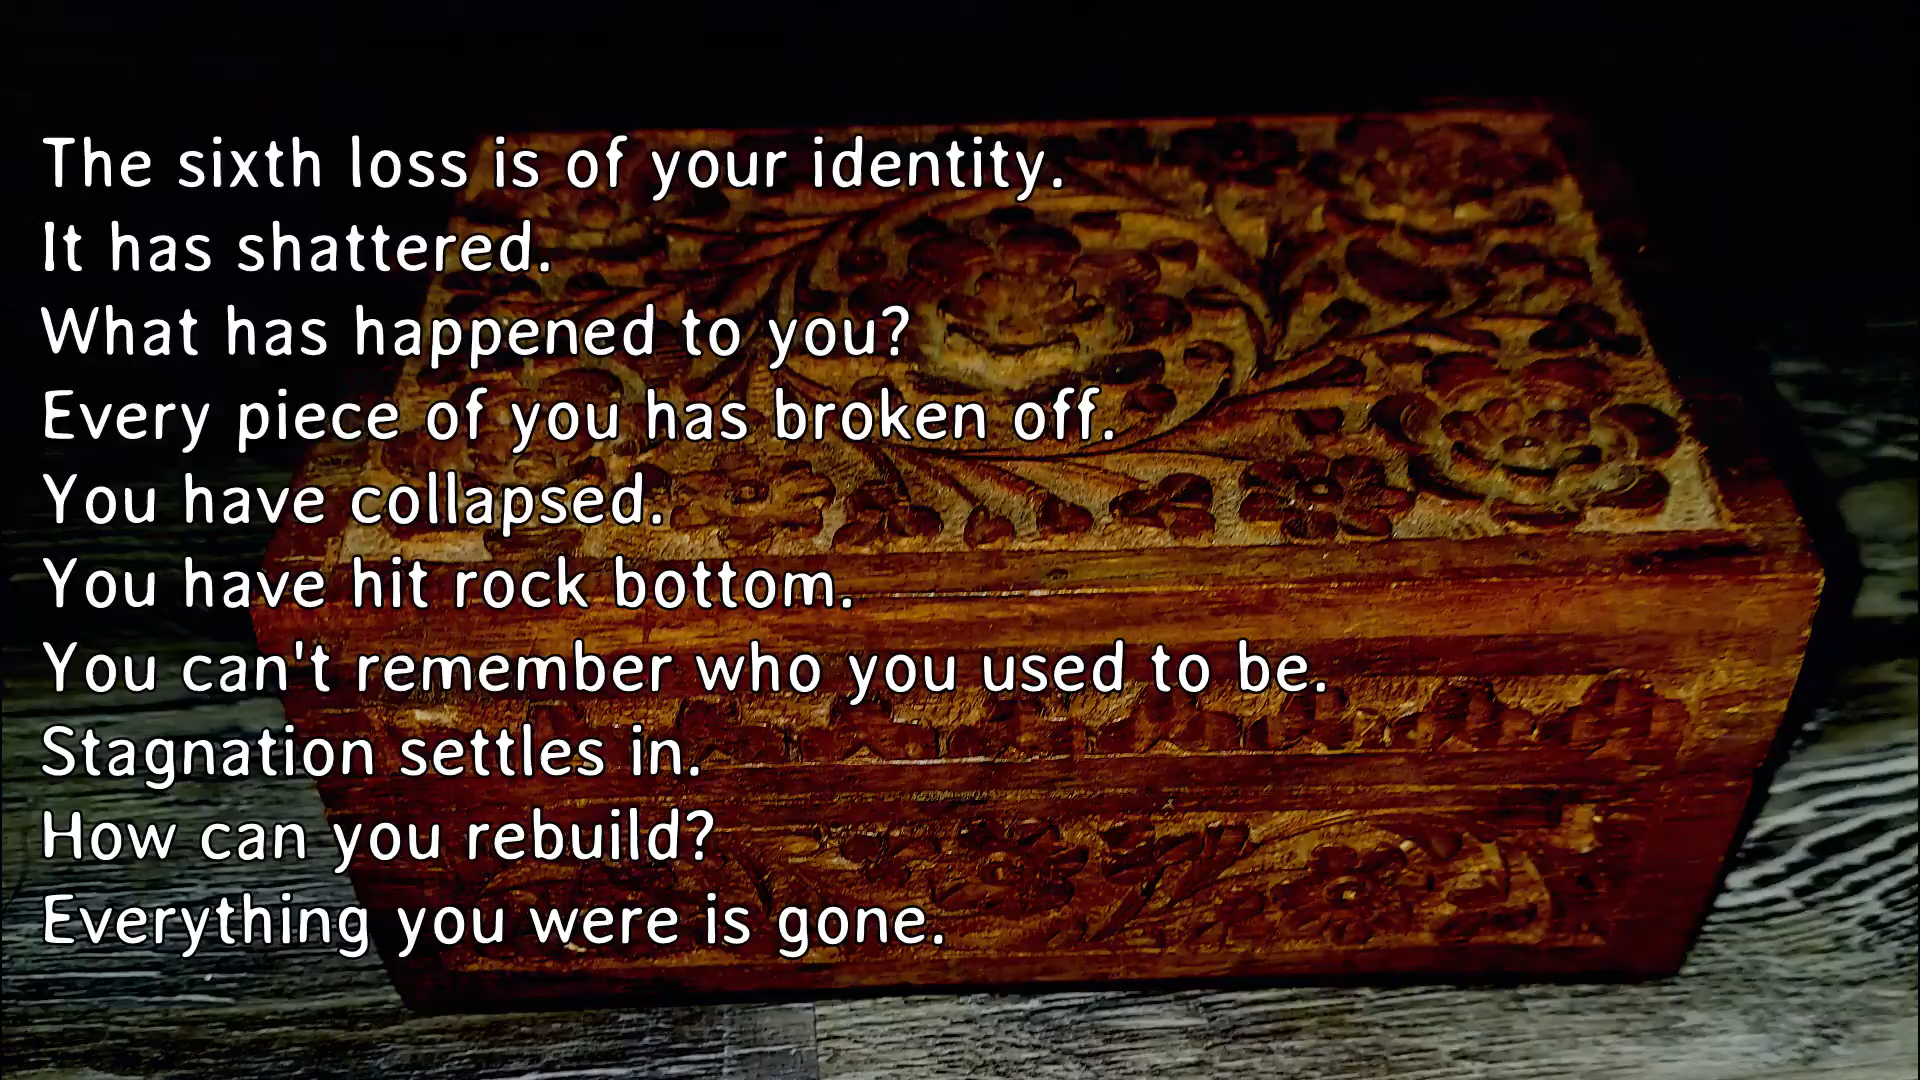 The sixth loss is of your identity.
It has shattered.
What has happened to you?
Every piece of you has broken off.
You have collapsed.
You have hit rock bottom.
You can't remember who you used to be.
Stagnation settles in.
How can you rebuild?
Everything you were is gone.